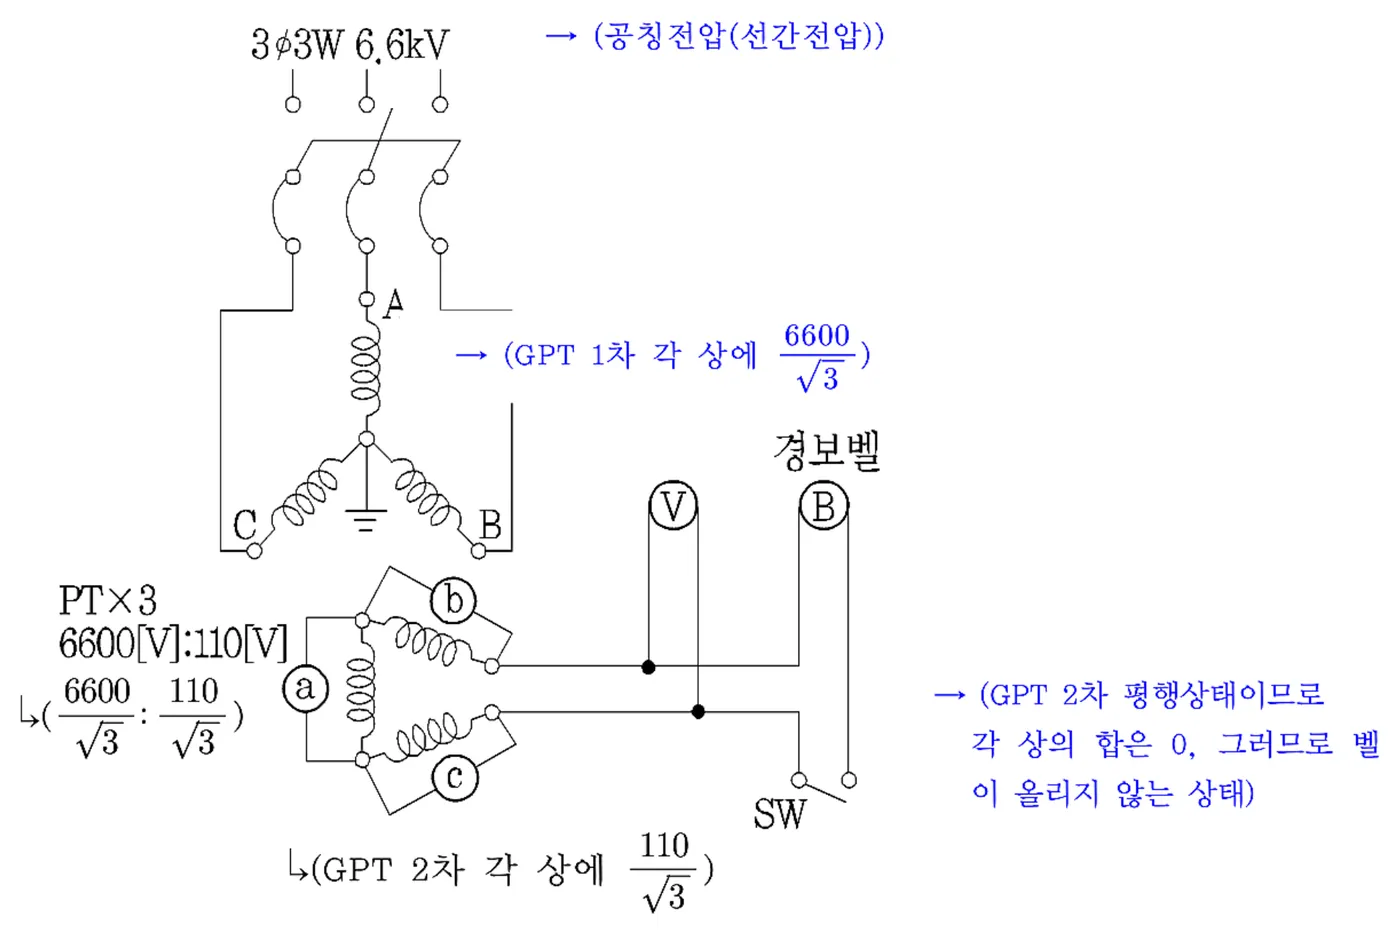 3φ3W 6.6kV → (공칭전압(선간전압))
A
→ (GPT 1차 각 상에 6600/√3)
경보벨
V
B
C
B
PT×3
6600[V]:110[V]
↳(6600/√3 : 110/√3)
b
a
c
→ (GPT 2차 평행상태이므로
각 상의 합은 0, 그러므로 벨
이 올리지 않는 상태)
SW
↳(GPT 2차 각 상에 110/√3)